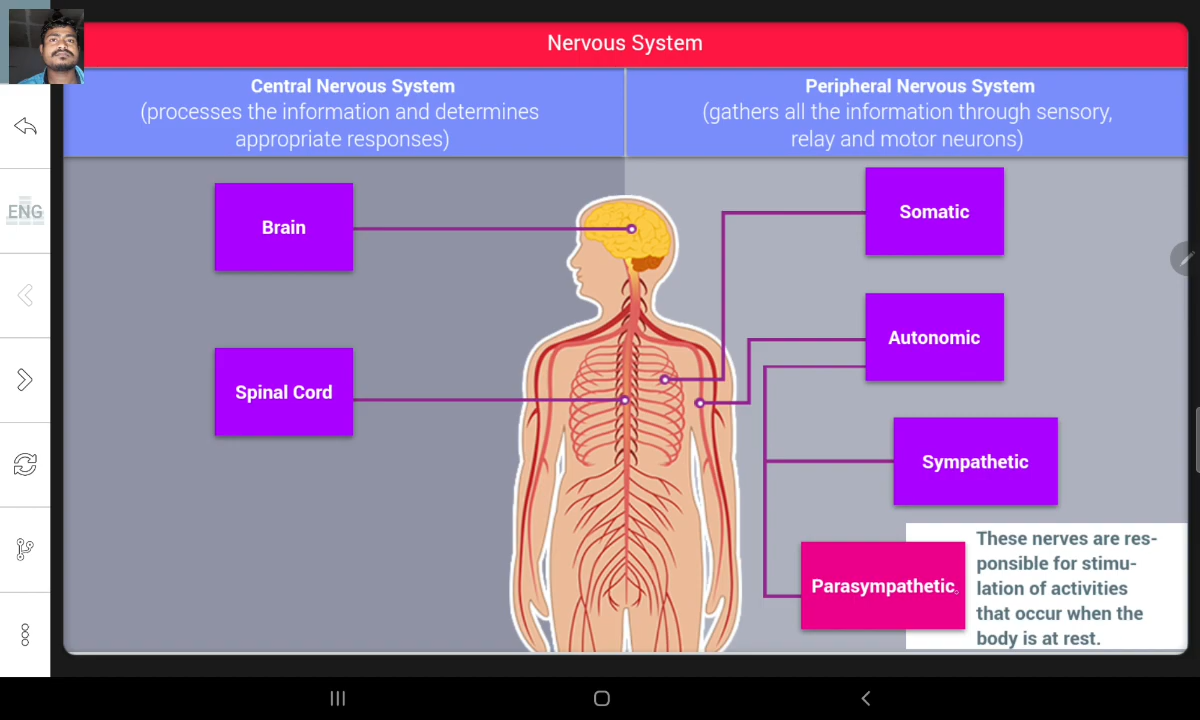 Nervous System
Central Nervous System
(processes the information and determines
appropriate responses)
Peripheral Nervous System
(gathers all the information through sensory,
relay and motor neurons)
ENG
Brain
Spinal Cord
Somatic
Autonomic
Sympathetic
Parasympathetic
These nerves are res-
ponsible for stimu-
lation of activities
that occur when the
body is at rest.